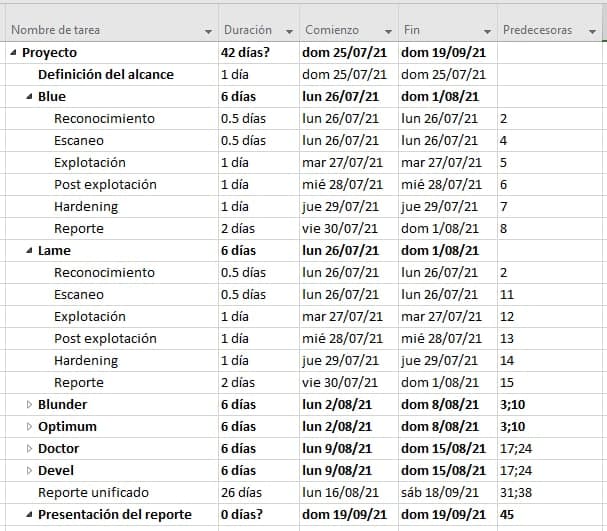 Nombre de tarea Duración Comienzo Fin Predecesoras
Proyecto 42 días? dom 25/07/21 dom 19/09/21
Definición del alcance 1 día dom 25/07/21 dom 25/07/21
Blue 6 días lun 26/07/21 dom 1/08/21
Reconocimiento 0.5 días lun 26/07/21 lun 26/07/21 2
Escaneo 0.5 días lun 26/07/21 lun 26/07/21 4
Explotación 1 día mar 27/07/21 mar 27/07/21 5
Post explotación 1 día mié 28/07/21 mié 28/07/21 6
Hardening 1 día jue 29/07/21 jue 29/07/21 7
Reporte 2 días vie 30/07/21 dom 1/08/21 8
Lame 6 días lun 26/07/21 dom 1/08/21
Reconocimiento 0.5 días lun 26/07/21 lun 26/07/21 2
Escaneo 0.5 días lun 26/07/21 lun 26/07/21 11
Explotación 1 día mar 27/07/21 mar 27/07/21 12
Post explotación 1 día mié 28/07/21 mié 28/07/21 13
Hardening 1 día jue 29/07/21 jue 29/07/21 14
Reporte 2 días vie 30/07/21 dom 1/08/21 15
Blunder 6 días lun 2/08/21 dom 8/08/21 3;10
Optimum 6 días lun 2/08/21 dom 8/08/21 3;10
Doctor 6 días lun 9/08/21 dom 15/08/21 17;24
Devel 6 días lun 9/08/21 dom 15/08/21 17;24
Reporte unificado 26 días lun 16/08/21 sáb 18/09/21 31;38
Presentación del reporte 0 días? dom 19/09/21 dom 19/09/21 45